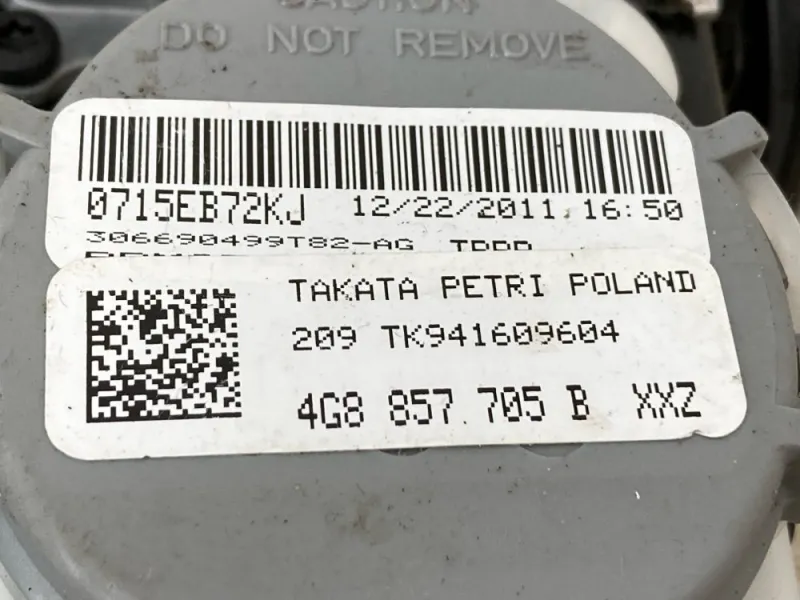 CAUTION
DO NOT REMOVE
0715EB72KJ 12/22/2011 16:50
306690499T82-AG
TAKATA PETRI POLAND
209 TK941609604
4G8 857 705 B XXZ